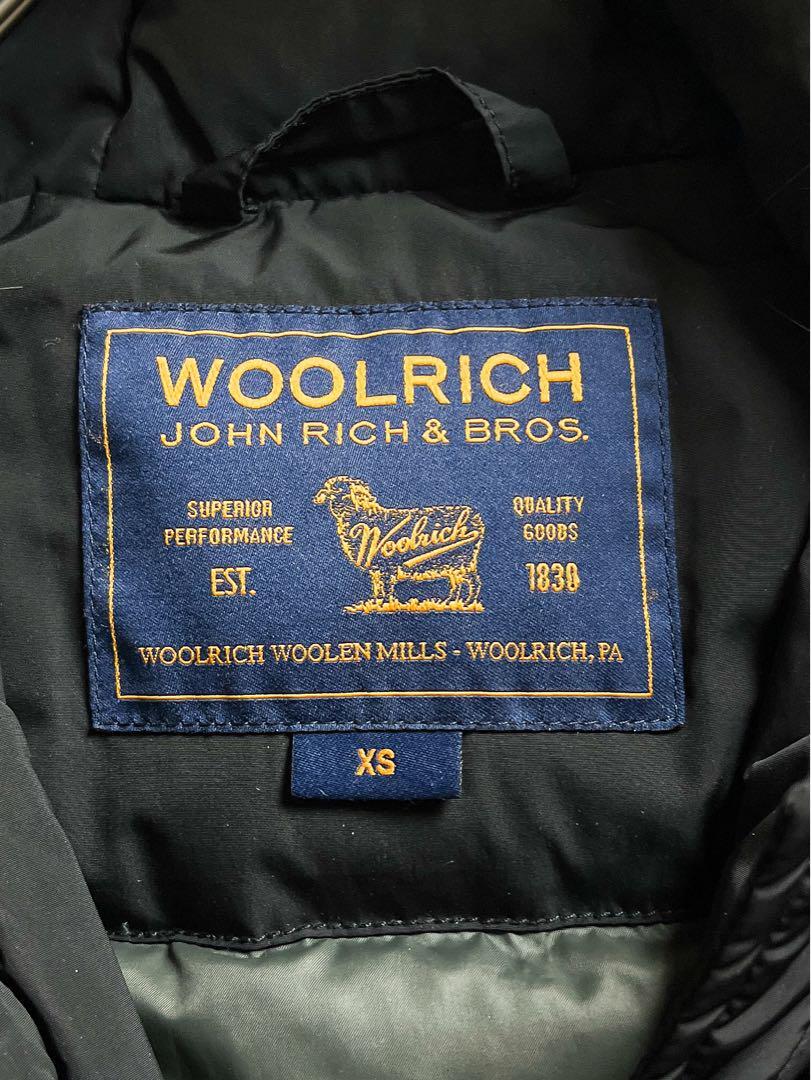 WOOLRICH
JOHN RICH & BROS.
SUPERIOR
PERFORMANCE
Woolrich
QUALITY
GOODS
EST.
1830
WOOLRICH WOOLEN MILLS - WOOLRICH, PA
XS